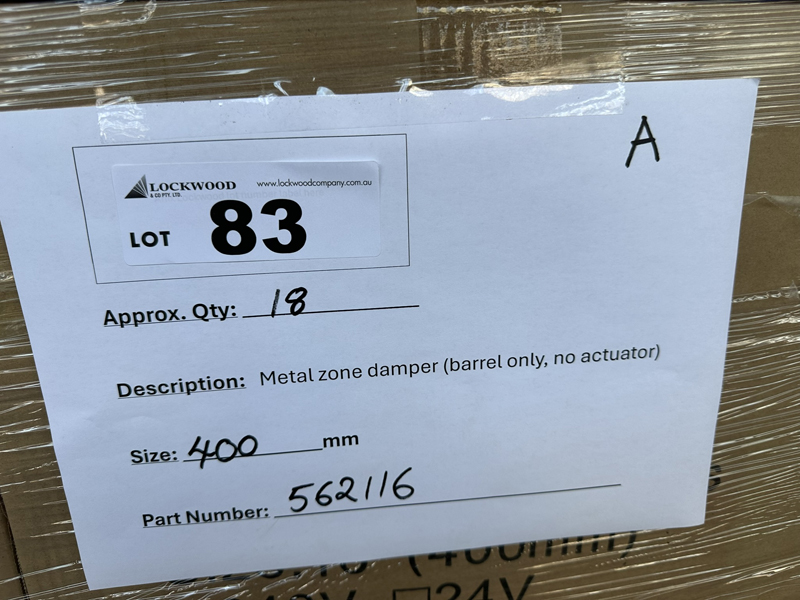 A
LOCKWOOD www.lockwoodcompany.com.au
& CO PTY. LTD.
LOT 83
Approx. Qty: 18
Description: Metal zone damper (barrel only, no actuator)
Size: 400 mm
Part Number: 562116
(400mm)
24V